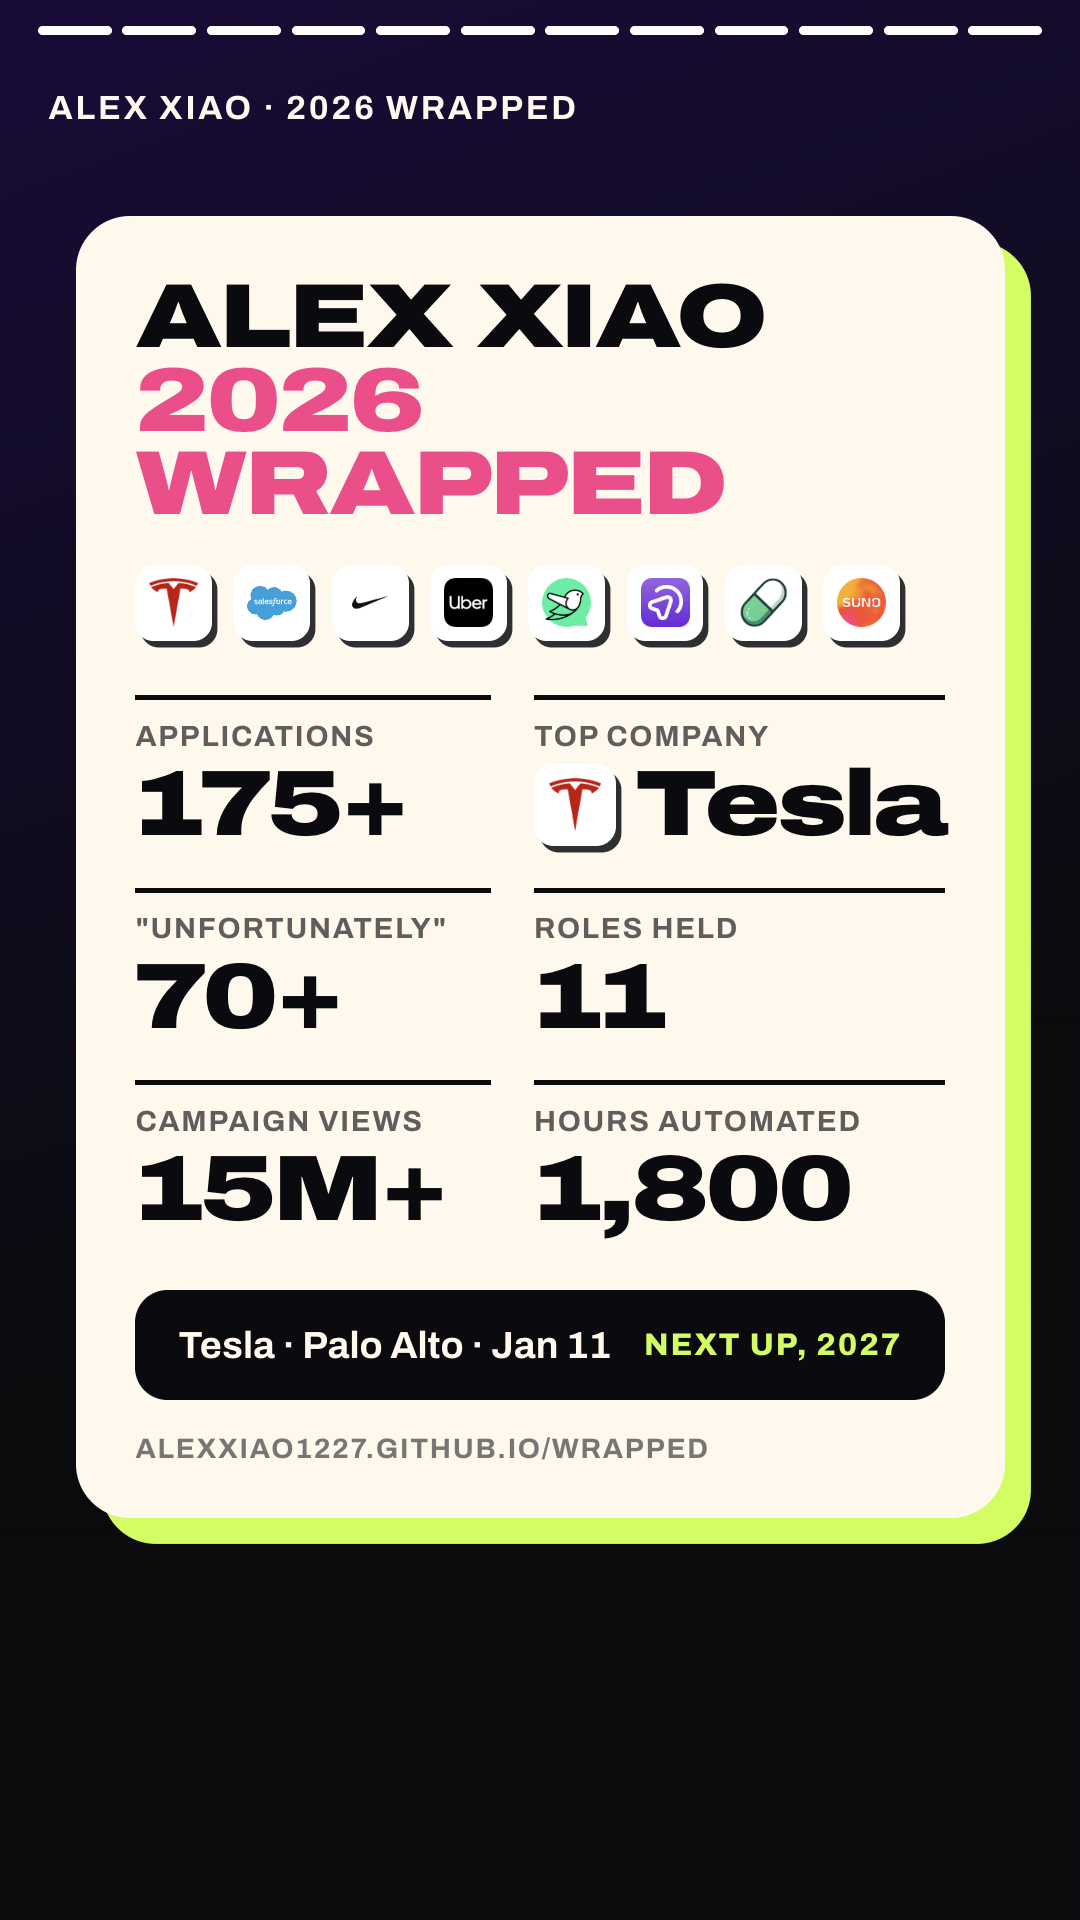 ALEX XIAO · 2026 WRAPPED
ALEX XIAO
2026
WRAPPED
salesforce
Uber
SUNO
APPLICATIONS
175+
TOP COMPANY
Tesla
"UNFORTUNATELY"
70+
ROLES HELD
11
CAMPAIGN VIEWS
15M+
HOURS AUTOMATED
1,800
Tesla · Palo Alto · Jan 11 NEXT UP, 2027
ALEXXIAO1227.GITHUB.IO/WRAPPED